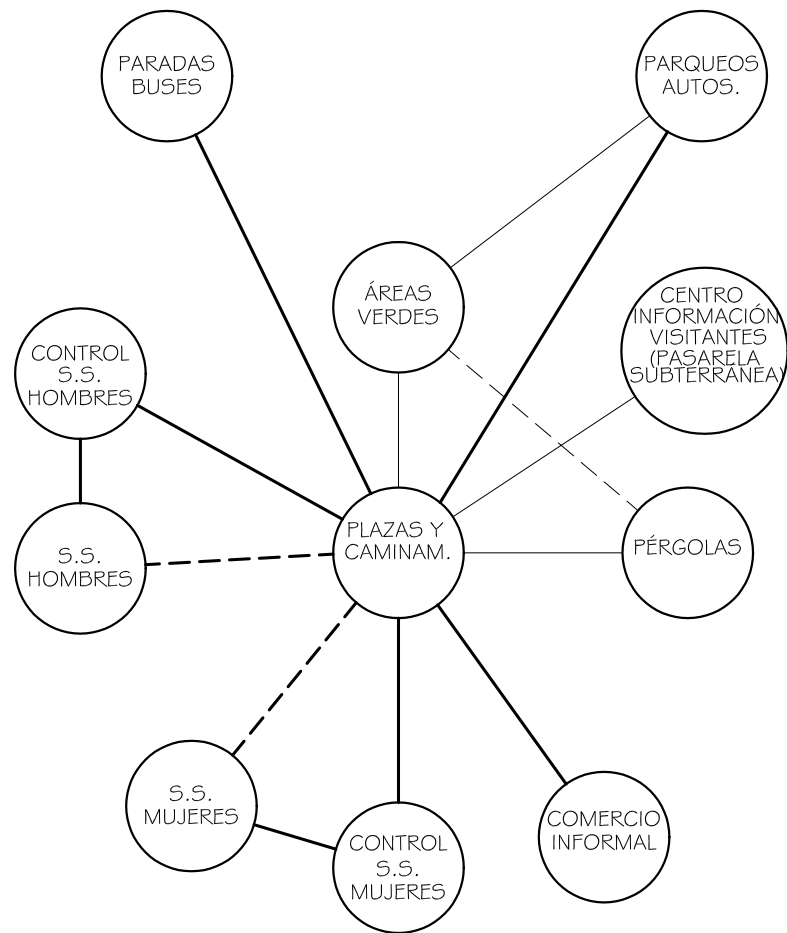 PARADAS
BUSES
PARQUEOS
AUTOS.
ÁREAS
VERDES
CENTRO
INFORMACIÓN
VISITANTES
(PASARELA
SUBTERRÁNEA)
CONTROL
S.S.
HOMBRES
PLAZAS Y
CAMINAM.
S.S.
HOMBRES
PÉRGOLAS
S.S.
MUJERES
CONTROL
S.S.
MUJERES
COMERCIO
INFORMAL